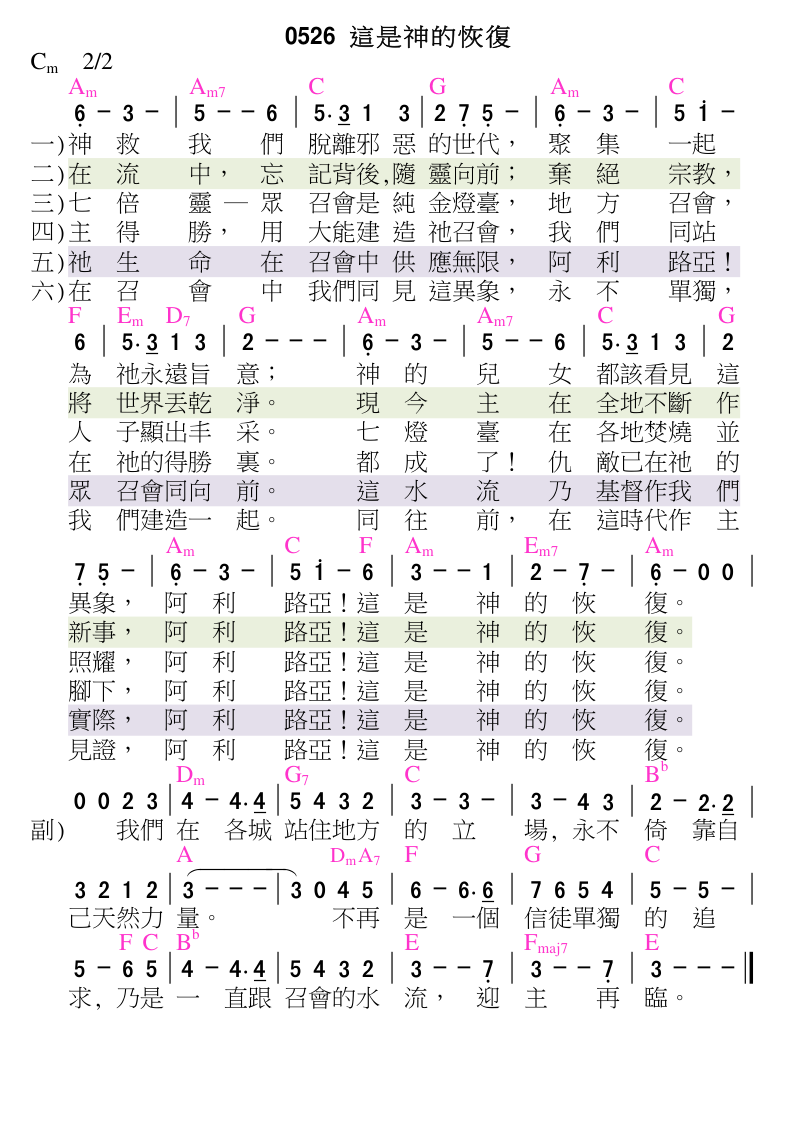 0526 這是神的恢復
Cm 2/2
Am Am7 C G Am C
6 – 3 – | 5 – – 6 | 5· 3 1 3 | 2 7 5 – | 6 – 3 – | 5 1 –
一)神 救 我 們 脫離邪 惡 的世代, 聚 集 一起
二)在 流 中, 忘 記背後,隨 靈向前; 棄 絕 宗教,
三)七 倍 靈 — 眾 召會是 純 金燈臺, 地 方 召會,
四)主 得 勝, 用 大能建 造 祂召會, 我 們 同站
五)祂 生 命 在 召會中 供 應無限, 阿 利 路亞!
六)在 召 會 中 我們同 見 這異象, 永 不 單獨,
F Em D7 G Am Am7 C G
6 | 5· 3 1 3 | 2 – – – | 6 – 3 – | 5 – – 6 | 5· 3 1 3 | 2
為 祂永遠旨 意; 神 的 兒 女 都該看見 這
將 世界丟乾 淨。 現 今 主 在 全地不斷 作
人 子顯出丰 采。 七 燈 臺 在 各地焚燒 並
在 祂的得勝 裏。 都 成 了! 仇 敵已在祂 的
眾 召會同向 前。 這 水 流 乃 基督作我 們
我 們建造一 起。 同 往 前, 在 這時代作 主
Am C F Am Em7 Am
7 5 – | 6 – 3 – | 5 1 – 6 | 3 – – 1 | 2 – 7 – | 6 – 0 0 |
異象, 阿 利 路亞!這 是 神 的 恢 復。
新事, 阿 利 路亞!這 是 神 的 恢 復。
照耀, 阿 利 路亞!這 是 神 的 恢 復。
腳下, 阿 利 路亞!這 是 神 的 恢 復。
實際, 阿 利 路亞!這 是 神 的 恢 復。
見證, 阿 利 路亞!這 是 神 的 恢 復。
Dm G7 C Bb
0 0 2 3 | 4 – 4· 4 | 5 4 3 2 | 3 – 3 – | 3 – 4 3 | 2 – 2· 2 |
副) 我們 在 各城 站住地方 的 立 場, 永不 倚 靠自
A Dm A7 F G C
3 2 1 2 | 3 – – – | 3 0 4 5 | 6 – 6· 6 | 7 6 5 4 | 5 – 5 – |
己天然力 量。 不再 是 一個 信徒單獨 的 追
F C Bb E Fmaj7 E
5 – 6 5 | 4 – 4· 4 | 5 4 3 2 | 3 – – 7 | 3 – – 7 | 3 – – – ‖
求, 乃是 一 直跟 召會的水 流, 迎 主 再 臨。